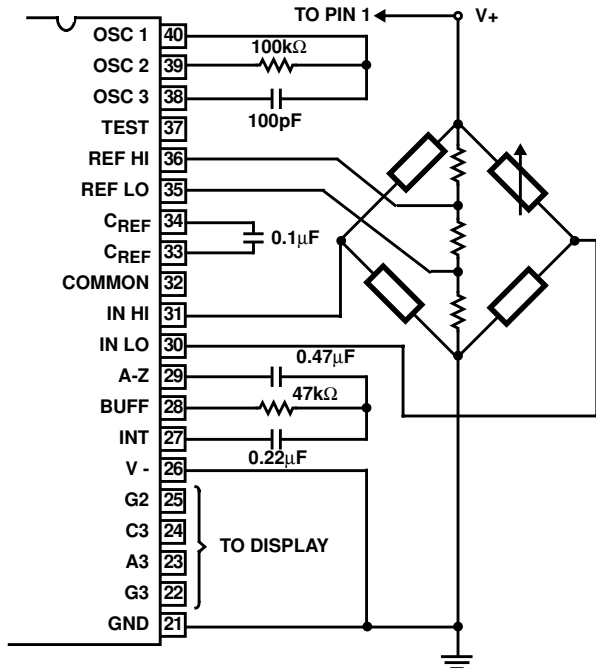 TO PIN 1
V+
OSC 1 40
100kΩ
OSC 2 39
OSC 3 38
100pF
TEST 37
REF HI 36
REF LO 35
CREF 34
0.1µF
CREF 33
COMMON 32
IN HI 31
IN LO 30
0.47µF
A-Z 29
47kΩ
BUFF 28
INT 27
0.22µF
V - 26
G2 25
C3 24
TO DISPLAY
A3 23
G3 22
GND 21